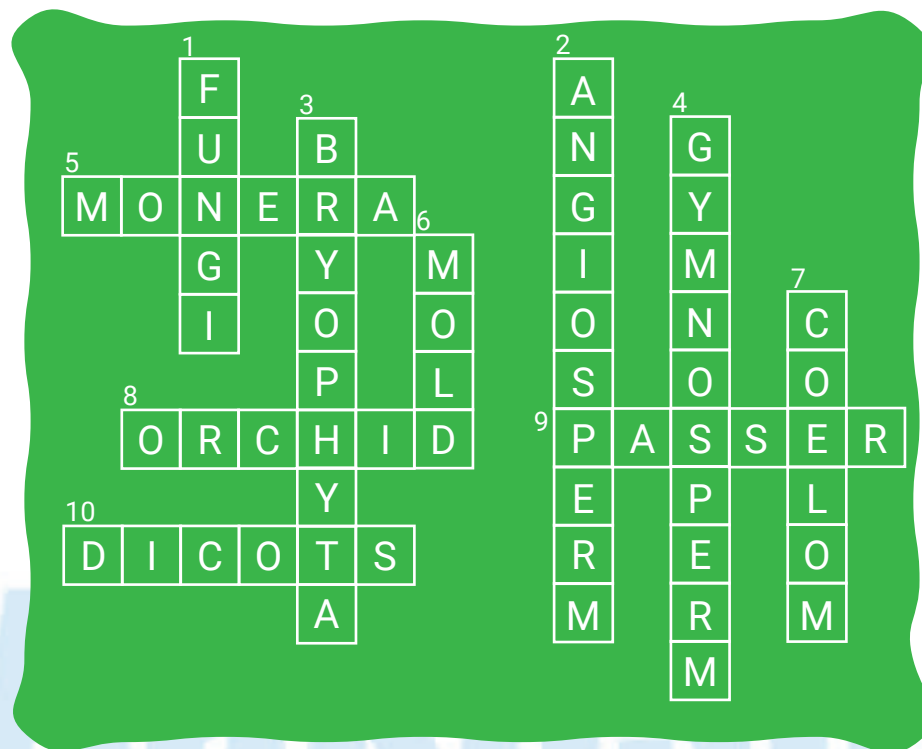 1 2
F A
3 4
U B N G
5
M O N E R A G Y
6
G Y M I M
7
I O O O N C
P L S O O
8 9
O R C H I D P A S S E R
Y E P L
10
D I C O T S R E O
A M R M
M